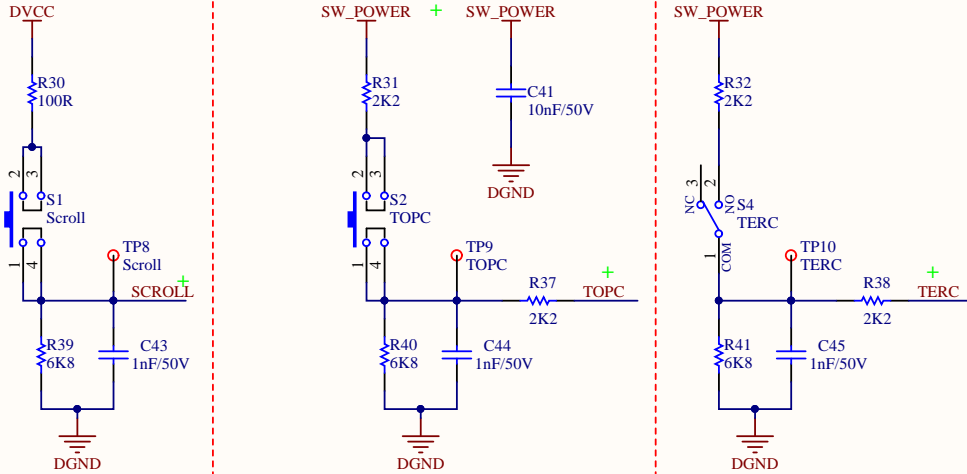 DVCC
R30
100R
2
3
S1
Scroll
1
4
TP8
Scroll
SCROLL
R39
6K8
C43
1nF/50V
DGND
SW_POWER
SW_POWER
R31
2K2
C41
10nF/50V
DGND
2
3
S2
TOPC
1
4
TP9
TOPC
R37
2K2
TOPC
R40
6K8
C44
1nF/50V
DGND
SW_POWER
R32
2K2
3
2
NC
NO
S4
TERC
1
COM
TP10
TERC
R38
2K2
TERC
R41
6K8
C45
1nF/50V
DGND